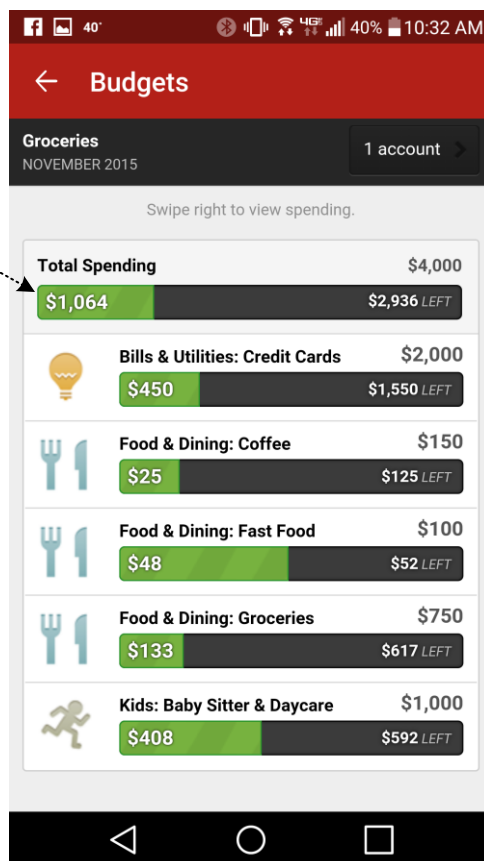 40°
4G 40% 10:32 AM
Budgets
Groceries
NOVEMBER 2015
1 account
Swipe right to view spending.
Total Spending $4,000
$1,064 $2,936 LEFT
Bills & Utilities: Credit Cards $2,000
$450 $1,550 LEFT
Food & Dining: Coffee $150
$25 $125 LEFT
Food & Dining: Fast Food $100
$48 $52 LEFT
Food & Dining: Groceries $750
$133 $617 LEFT
Kids: Baby Sitter & Daycare $1,000
$408 $592 LEFT